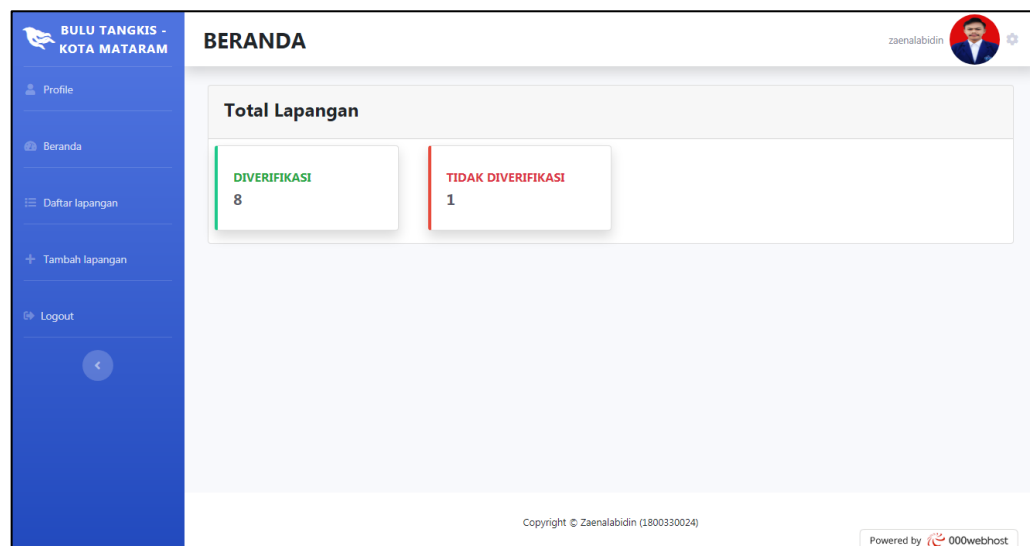 BULU TANGKIS -
KOTA MATARAM
BERANDA
zaenalabidin
Profile
Beranda
Daftar lapangan
Tambah lapangan
Logout
Total Lapangan
DIVERIFIKASI
8
TIDAK DIVERIFIKASI
1
Copyright © Zaenalabidin (1800330024)
Powered by 000webhost